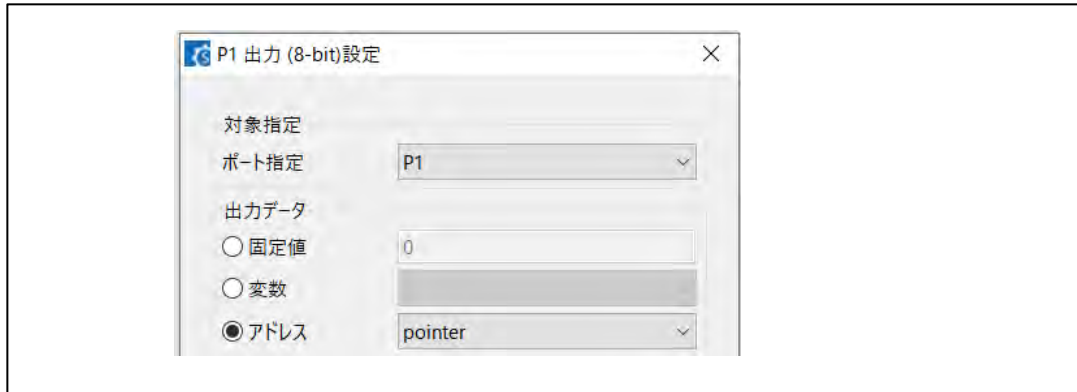 P1 出力 (8-bit)設定
対象指定
ポート指定 P1
出力データ
固定値 0
変数
アドレス pointer